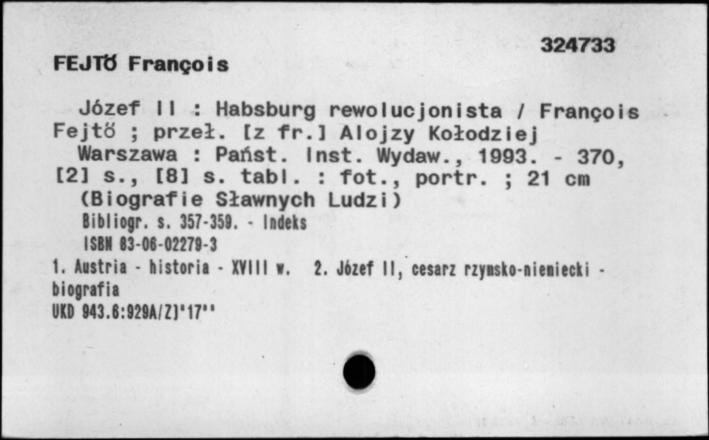 324733
FEJTÖ François
Józef II : Habsburg rewolucjonista / François
Fejtö ; przeł. [z fr.] Alojzy Kołodziej
Warszawa : Państ. Inst. Wydaw., 1993. - 370,
[2] s., [8] s. tabl. : fot., portr. ; 21 cm
(Biografie Sławnych Ludzi)
Bibliogr. s. 357-359. - Indeks
ISBN 83-06-02279-3
1. Austria - historia - XVIII w. 2. Józef II, cesarz rzymsko-niemiecki -
biografia
UKD 943.6:929A/Z]"17"